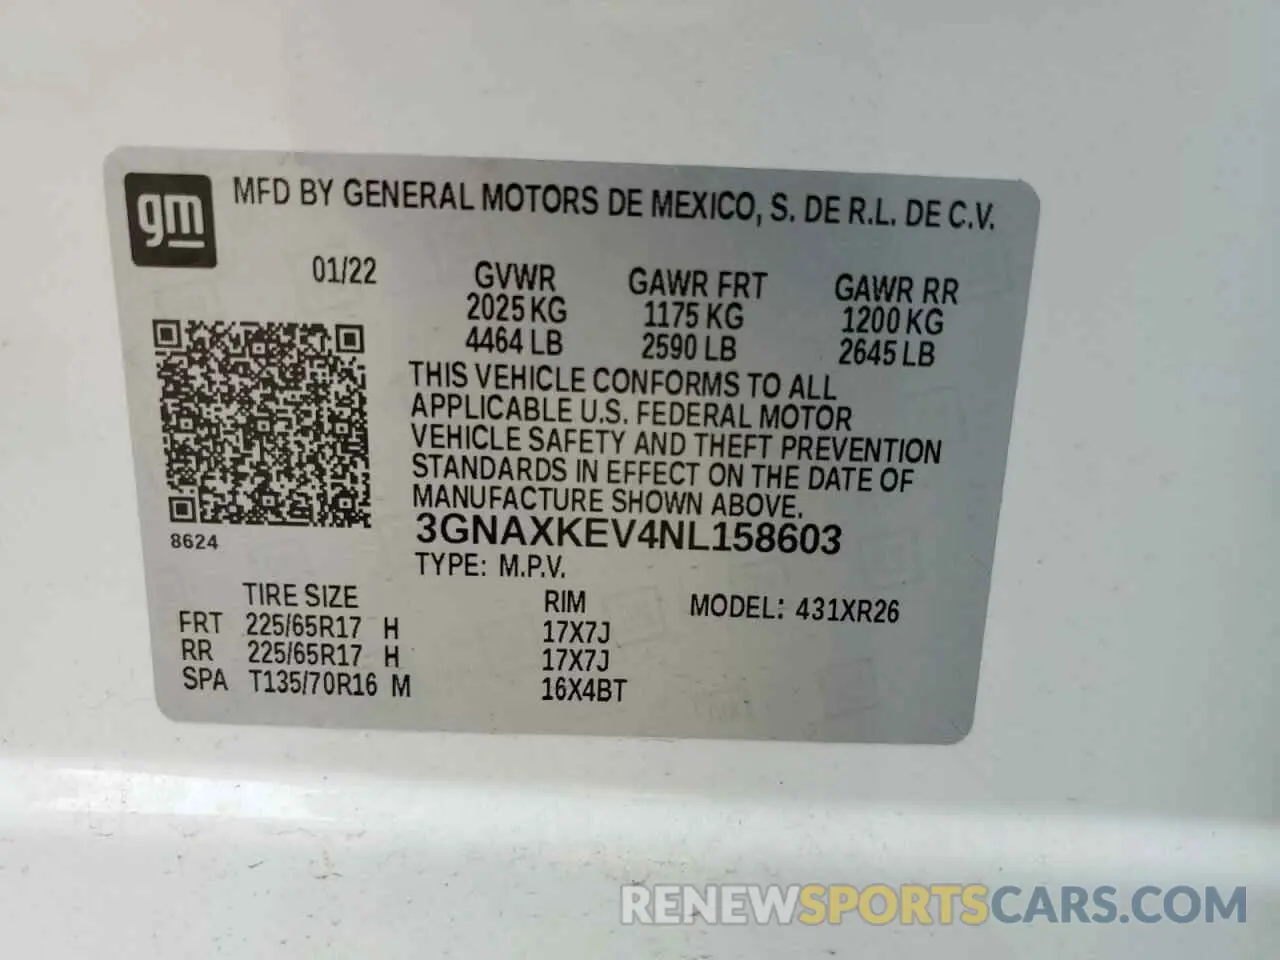 gm MFD BY GENERAL MOTORS DE MEXICO, S. DE R.L. DE C.V.
01/22 GVWR GAWR FRT GAWR RR
2025 KG 1175 KG 1200 KG
4464 LB 2590 LB 2645 LB
THIS VEHICLE CONFORMS TO ALL
APPLICABLE U.S. FEDERAL MOTOR
VEHICLE SAFETY AND THEFT PREVENTION
STANDARDS IN EFFECT ON THE DATE OF
MANUFACTURE SHOWN ABOVE.
3GNAXKEV4NL158603
8624
TYPE: M.P.V.
TIRE SIZE RIM MODEL: 431XR26
FRT 225/65R17 H 17X7J
RR 225/65R17 H 17X7J
SPA T135/70R16 M 16X4BT
RENEWSPORTSCARS.COM